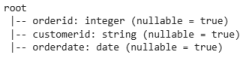 root
 |-- orderid: integer (nullable = true)
 |-- customerid: string (nullable = true)
 |-- orderdate: date (nullable = true)